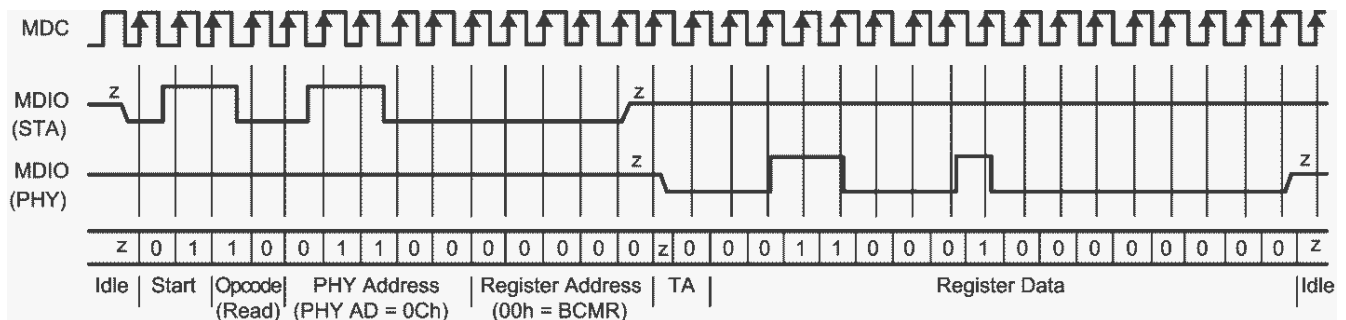 MDC
z z
MDIO
(STA)
MDIO z z
(PHY)
z 0 1 1 0 0 1 1 0 0 0 0 0 0 0 z 0 0 0 1 1 0 0 0 1 0 0 0 0 0 0 0 0 z
Idle Start Opcode PHY Address Register Address TA Register Data Idle
(Read) (PHY AD = 0Ch) (00h = BCMR)